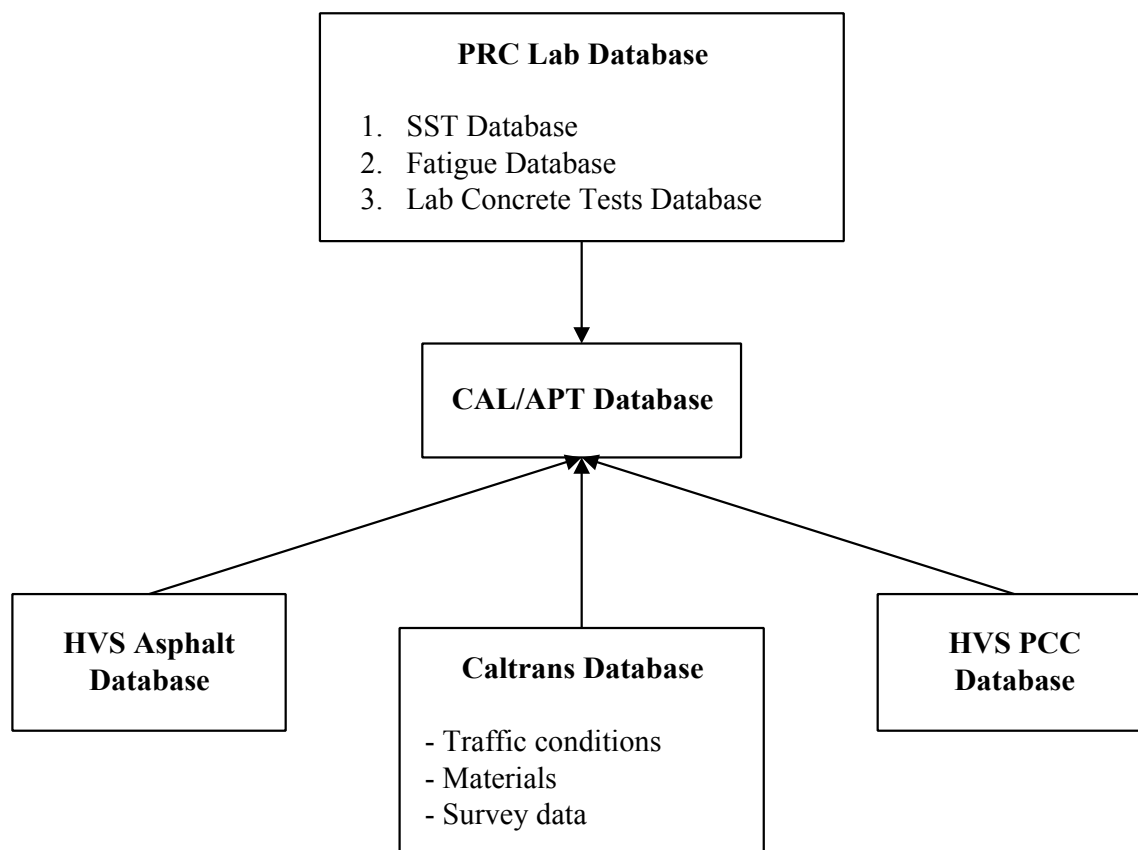 PRC Lab Database
1. SST Database
2. Fatigue Database
3. Lab Concrete Tests Database
CAL/APT Database
HVS Asphalt
Database
Caltrans Database
- Traffic conditions
- Materials
- Survey data
HVS PCC
Database